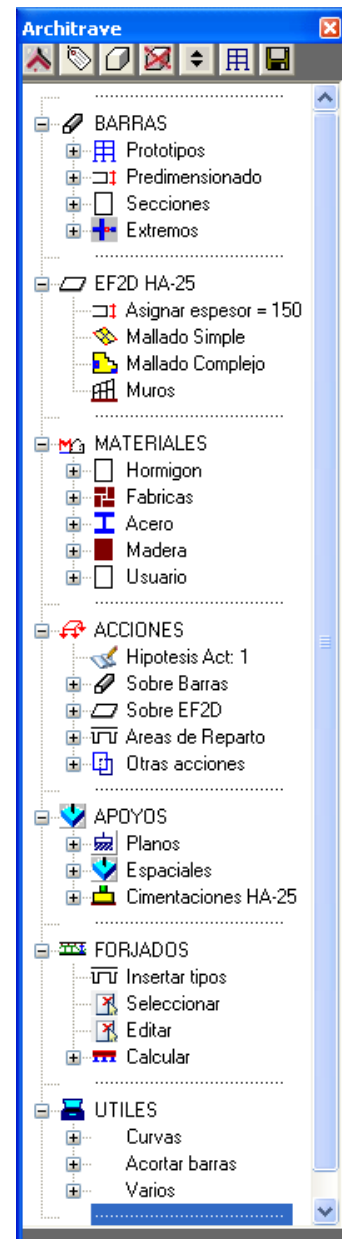 Architrave
BARRAS
Prototipos
Predimensionado
Secciones
Extremos
EF2D HA-25
Asignar espesor = 150
Mallado Simple
Mallado Complejo
Muros
MATERIALES
Hormigon
Fabricas
Acero
Madera
Usuario
ACCIONES
Hipotesis Act: 1
Sobre Barras
Sobre EF2D
Areas de Reparto
Otras acciones
APOYOS
Planos
Espaciales
Cimentaciones HA-25
FORJADOS
Insertar tipos
Seleccionar
Editar
Calcular
UTILES
Curvas
Acortar barras
Varios